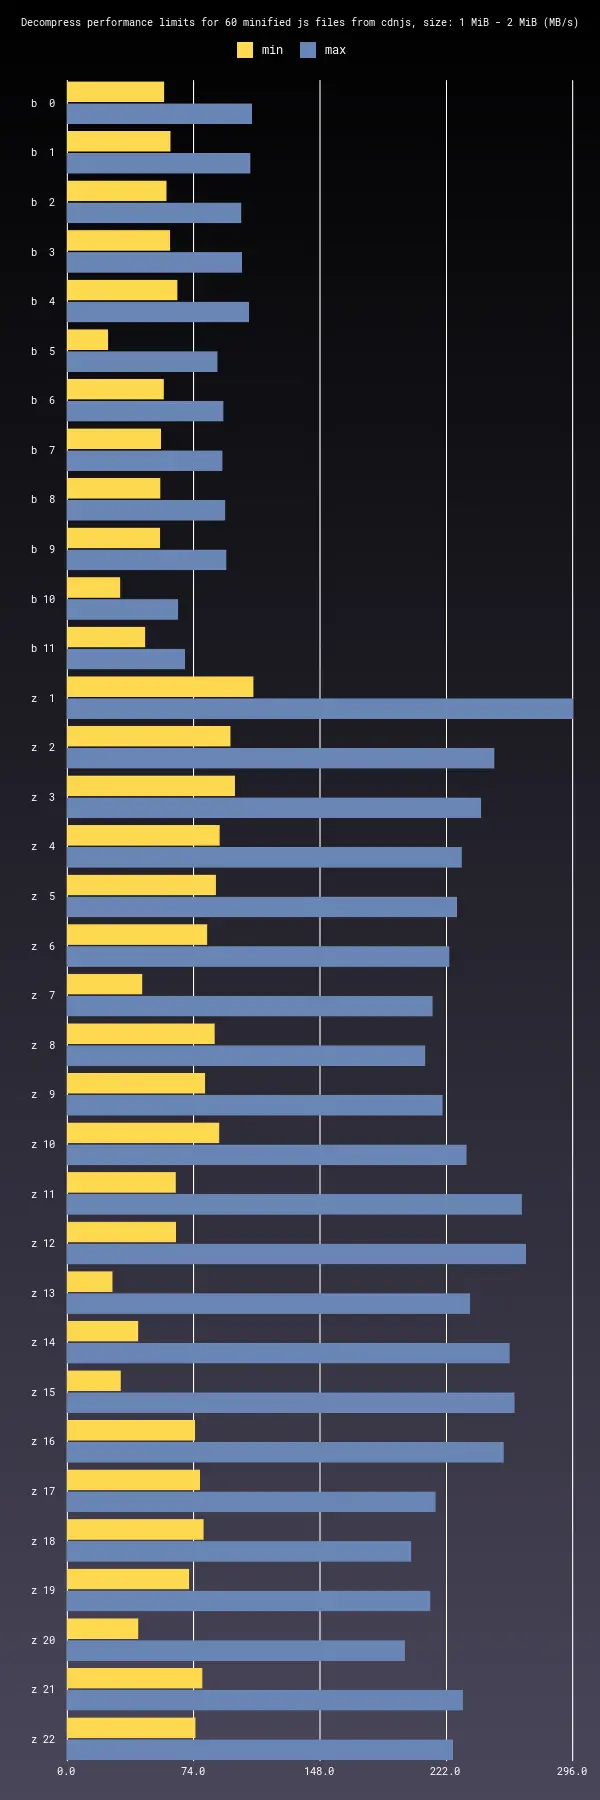 Decompress performance limits for 60 minified js files from cdnjs, size: 1 MiB - 2 MiB (MB/s)
min max
b 0
b 1
b 2
b 3
b 4
b 5
b 6
b 7
b 8
b 9
b 10
b 11
z 1
z 2
z 3
z 4
z 5
z 6
z 7
z 8
z 9
z 10
z 11
z 12
z 13
z 14
z 15
z 16
z 17
z 18
z 19
z 20
z 21
z 22
0.0 74.0 148.0 222.0 296.0